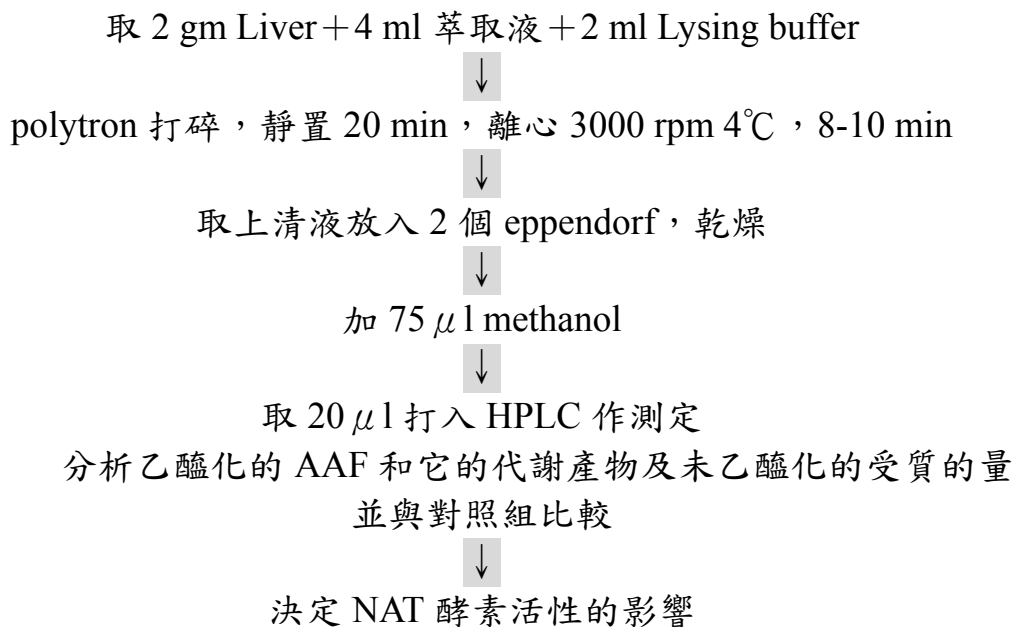 取 2 gm Liver＋4 ml 萃取液＋2 ml Lysing buffer
↓
polytron 打碎，靜置 20 min，離心 3000 rpm 4℃，8-10 min
↓
取上清液放入 2 個 eppendorf，乾燥
↓
加 75μl methanol
↓
取 20μl 打入 HPLC 作測定
分析乙醯化的 AAF 和它的代謝產物及未乙醯化的受質的量
並與對照組比較
↓
決定 NAT 酵素活性的影響